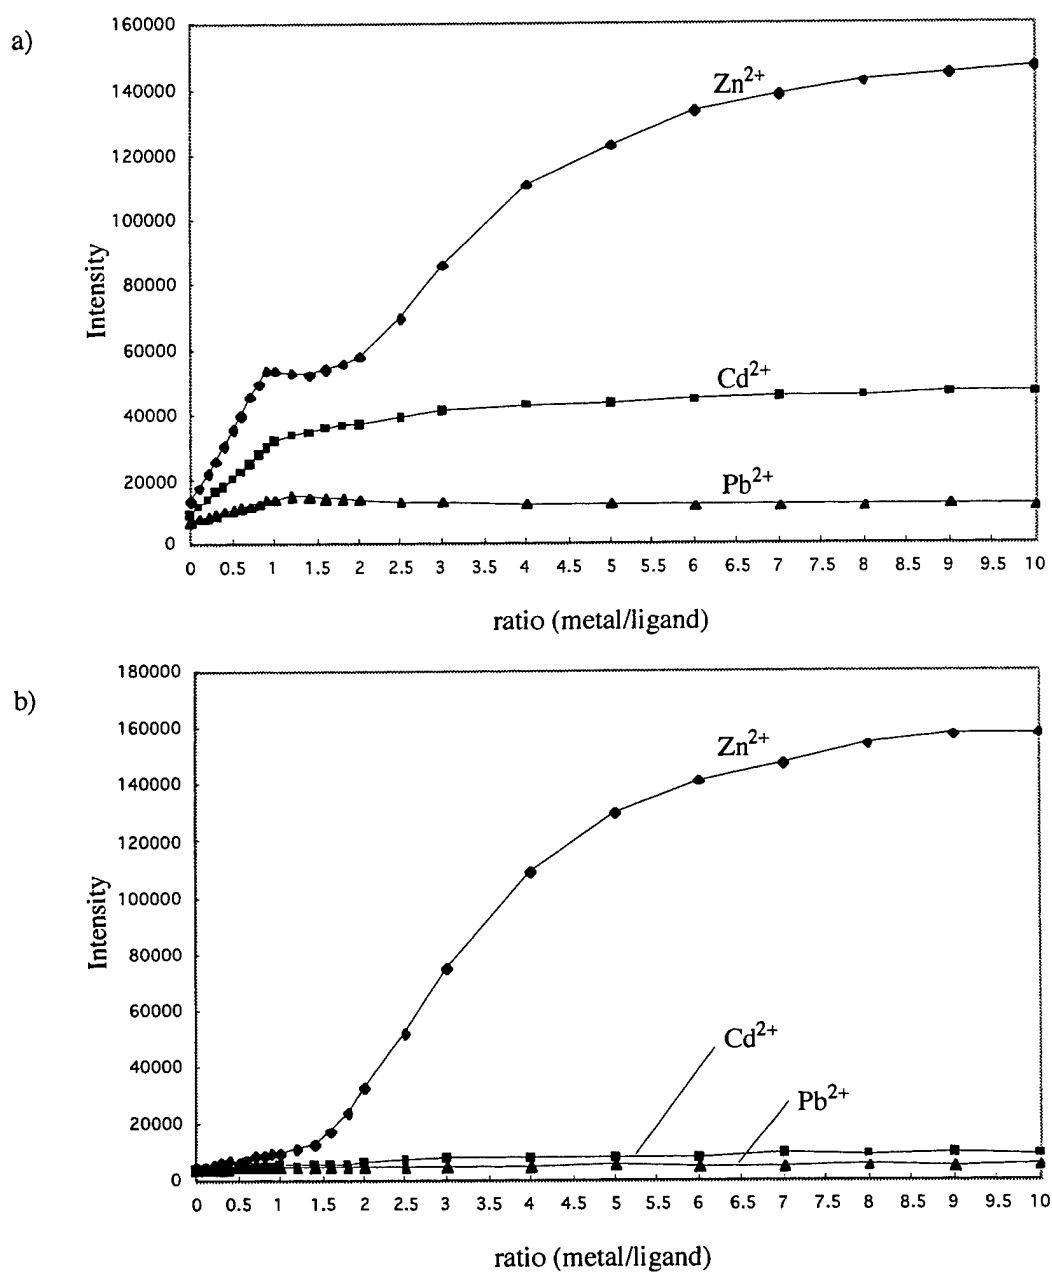 a)
160000
140000
120000
100000
80000
60000
40000
20000
0
Intensity
Zn2+
Cd2+
Pb2+
0 0.5 1 1.5 2 2.5 3 3.5 4 4.5 5 5.5 6 6.5 7 7.5 8 8.5 9 9.5 10
ratio (metal/ligand)
b)
180000
160000
140000
120000
100000
80000
60000
40000
20000
0
Intensity
Zn2+
Cd2+
Pb2+
0 0.5 1 1.5 2 2.5 3 3.5 4 4.5 5 5.5 6 6.5 7 7.5 8 8.5 9 9.5 10
ratio (metal/ligand)